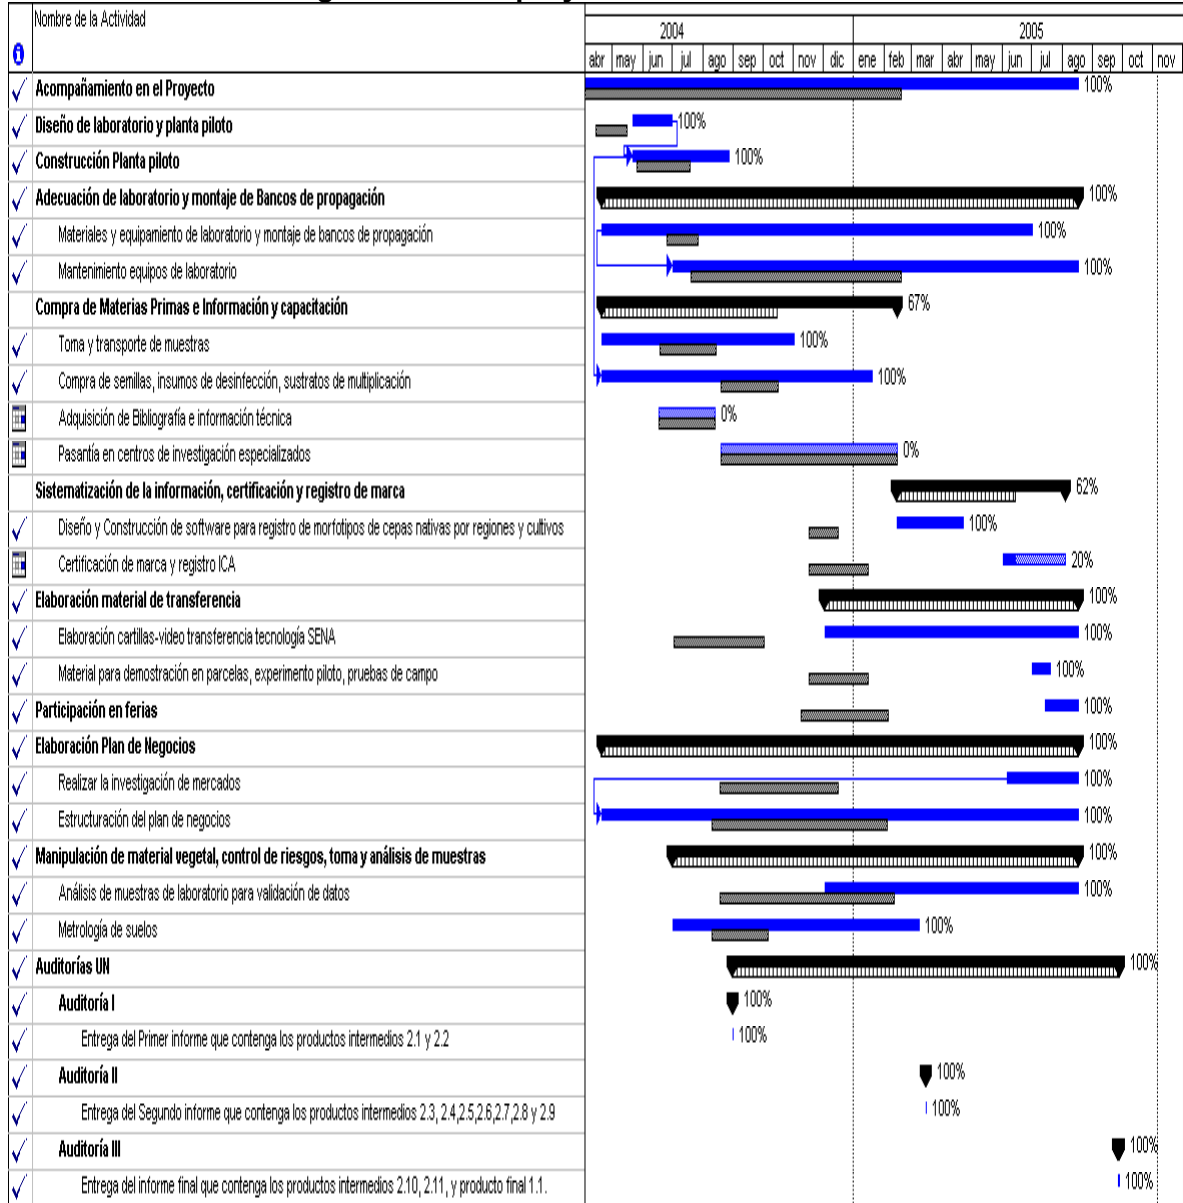 Nombre de la Actividad
2004 2005
abr may jun jul ago sep oct nov dic ene feb mar abr may jun jul ago sep oct nov
Acompañamiento en el Proyecto 100%
Diseño de laboratorio y planta piloto 100%
Construcción Planta piloto 100%
Adecuación de laboratorio y montaje de Bancos de propagación 100%
Materiales y equipamiento de laboratorio y montaje de bancos de propagación 100%
Mantenimiento equipos de laboratorio 100%
Compra de Materias Primas e Información y capacitación 67%
Toma y transporte de muestras 100%
Compra de semillas, insumos de desinfección, sustratos de multiplicación 100%
Adquisición de Bibliografía e información técnica 0%
Pasantía en centros de investigación especializados 0%
Sistematización de la información, certificación y registro de marca 62%
Diseño y Construcción de software para registro de morfotipos de cepas nativas por regiones y cultivos 100%
Certificación de marca y registro ICA 20%
Elaboración material de transferencia 100%
Elaboración cartillas-video transferencia tecnología SENA 100%
Material para demostración en parcelas, experimento piloto, pruebas de campo 100%
Participación en ferias 100%
Elaboración Plan de Negocios 100%
Realizar la investigación de mercados 100%
Estructuración del plan de negocios 100%
Manipulación de material vegetal, control de riesgos, toma y análisis de muestras 100%
Análisis de muestras de laboratorio para validación de datos 100%
Metrología de suelos 100%
Auditorías UN 100%
Auditoría I 100%
Entrega del Primer informe que contenga los productos intermedios 2.1 y 2.2 100%
Auditoría II 100%
Entrega del Segundo informe que contenga los productos intermedios 2.3, 2.4,2.5,2.6,2.7,2.8 y 2.9 100%
Auditoría III 100%
Entrega del informe final que contenga los productos intermedios 2.10, 2.11, y producto final 1.1. 100%